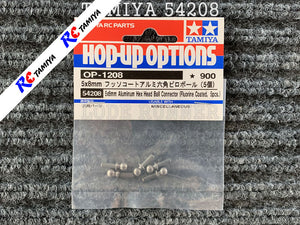 TAMIYA 54208
RC TAMIYA
RC PARTS
HOP-UP OPTIONS
TAMIYA
OP-1208
★ 900
5x8mm フッソコートアルミ六角ピロボール (5個)
54208
5x8mm Aluminum Hex Head Ball Connector (Fluorine Coated, 5pcs.)
MISCELLANEOUS
RC TAMIYA